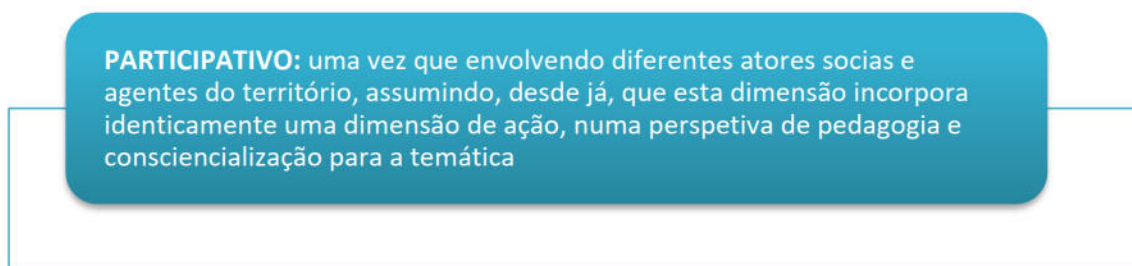 PARTICIPATIVO: uma vez que envolvendo diferentes atores socias e
agentes do território, assumindo, desde já, que esta dimensão incorpora
identicamente uma dimensão de ação, numa perspetiva de pedagogia e
consciencialização para a temática